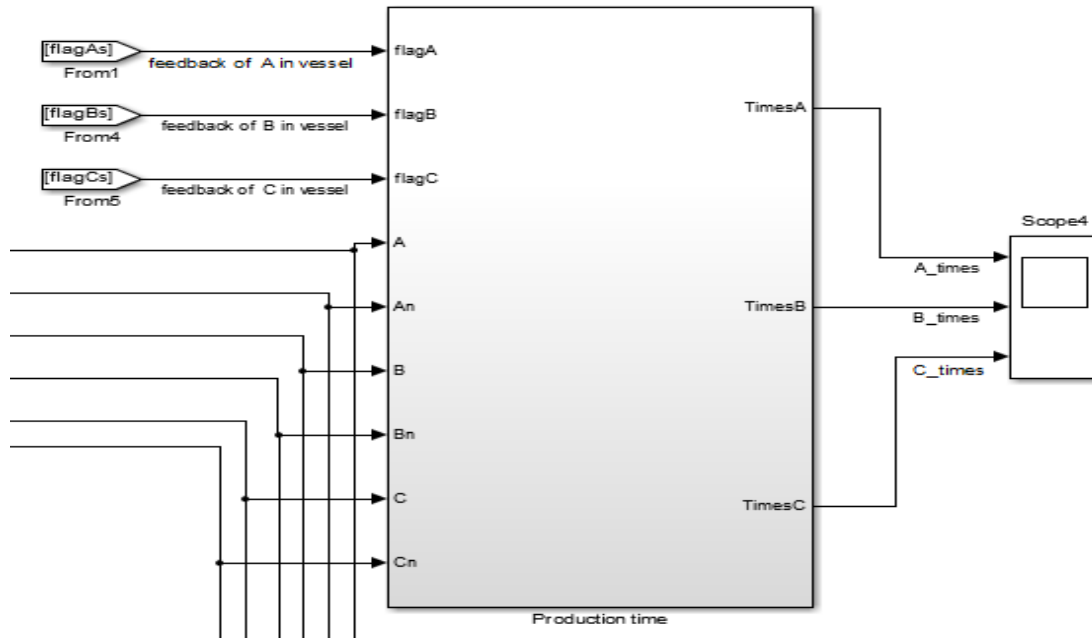 [flagAs]
From1
feedback of A in vessel
flagA
[flagBs]
From4
feedback of B in vessel
flagB
[flagCs]
From5
feedback of C in vessel
flagC
A
An
B
Bn
C
Cn
TimesA
TimesB
TimesC
Production time
A_times
B_times
C_times
Scope4